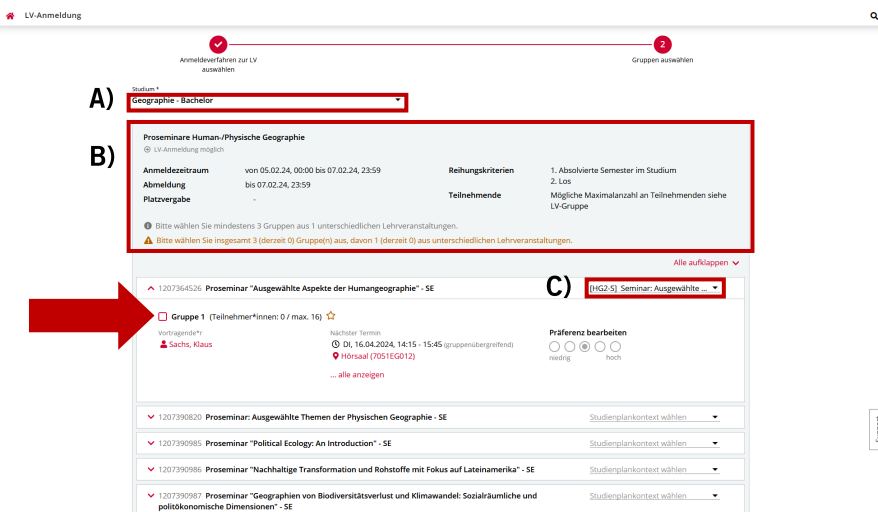 LV-Anmeldung
2
Anmeldeverfahren zur LV
auswählen
Gruppen auswählen
A)
Studium *
Geographie - Bachelor
B)
Proseminare Human-/Physische Geographie
LV-Anmeldung möglich
Anmeldezeitraum von 05.02.24, 00:00 bis 07.02.24, 23:59
Abmeldung bis 07.02.24, 23:59
Platzvergabe -
Reihungskriterien 1. Absolvierte Semester im Studium
2. Los
Teilnehmende Mögliche Maximalanzahl an Teilnehmenden siehe
LV-Gruppe
Bitte wählen Sie mindestens 3 Gruppen aus 1 unterschiedlichen Lehrveranstaltungen.
Bitte wählen Sie insgesamt 3 (derzeit 0) Gruppe(n) aus, davon 1 (derzeit 0) aus unterschiedlichen Lehrveranstaltungen.
Alle aufklappen
C)
1207364526 Proseminar "Ausgewählte Aspekte der Humangeographie" - SE
[HG2-S] Seminar: Ausgewählte ...
Gruppe 1 (Teilnehmer*innen: 0 / max. 16)
Vortragende*r
Sachs, Klaus
Nächster Termin
DI, 16.04.2024, 14:15 - 15:45 (gruppenübergreifend)
Hörsaal (7051EG012)
... alle anzeigen
Präferenz bearbeiten
niedrig hoch
1207390820 Proseminar: Ausgewählte Themen der Physischen Geographie - SE Studienplankontext wählen
1207390985 Proseminar "Political Ecology: An Introduction" - SE Studienplankontext wählen
1207390986 Proseminar "Nachhaltige Transformation und Rohstoffe mit Fokus auf Lateinamerika" - SE Studienplankontext wählen
1207390987 Proseminar "Geographien von Biodiversitätsverlust und Klimawandel: Sozialräumliche und Studienplankontext wählen
politökonomische Dimensionen" - SE